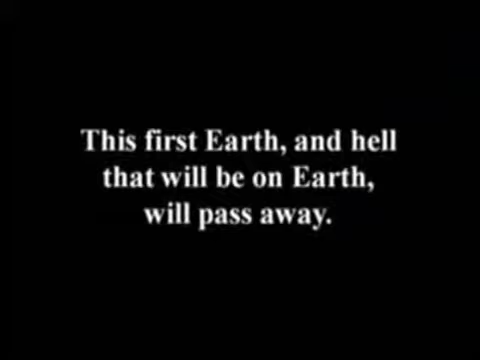 This first Earth, and hell
that will be on Earth,
will pass away.